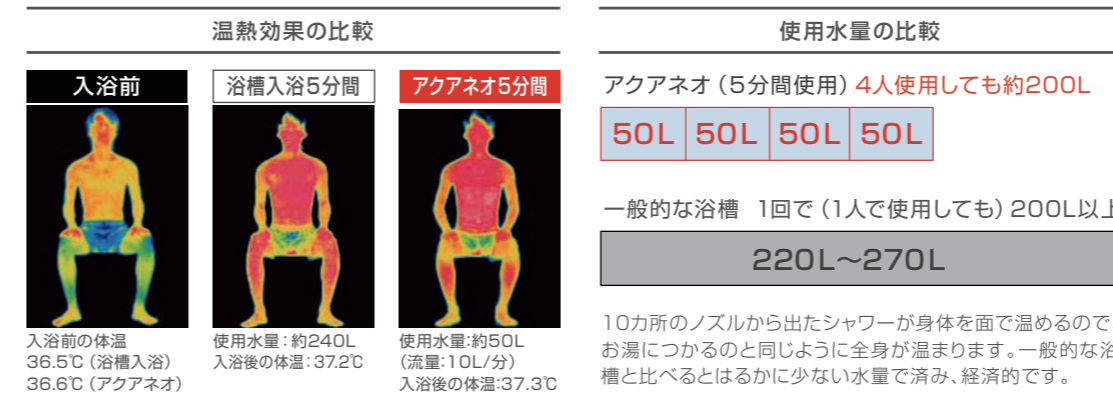 温熱効果の比較
入浴前
浴槽入浴5分間
アクアネオ5分間
入浴前の体温
36.5℃(浴槽入浴)
36.6℃(アクアネオ)
使用水量:約240L
入浴後の体温:37.2℃
使用水量:約50L
(流量:10L/分)
入浴後の体温:37.3℃
使用水量の比較
アクアネオ(5分間使用)4人使用しても約200L
50L 50L 50L 50L
一般的な浴槽 1回で(1人で使用しても)200L以上
220L〜270L
10カ所のノズルから出たシャワーが身体を面で温めるので
お湯につかるのと同じように全身が温まります。一般的な浴
槽と比べるとはるかに少ない水量で済み、経済的です。